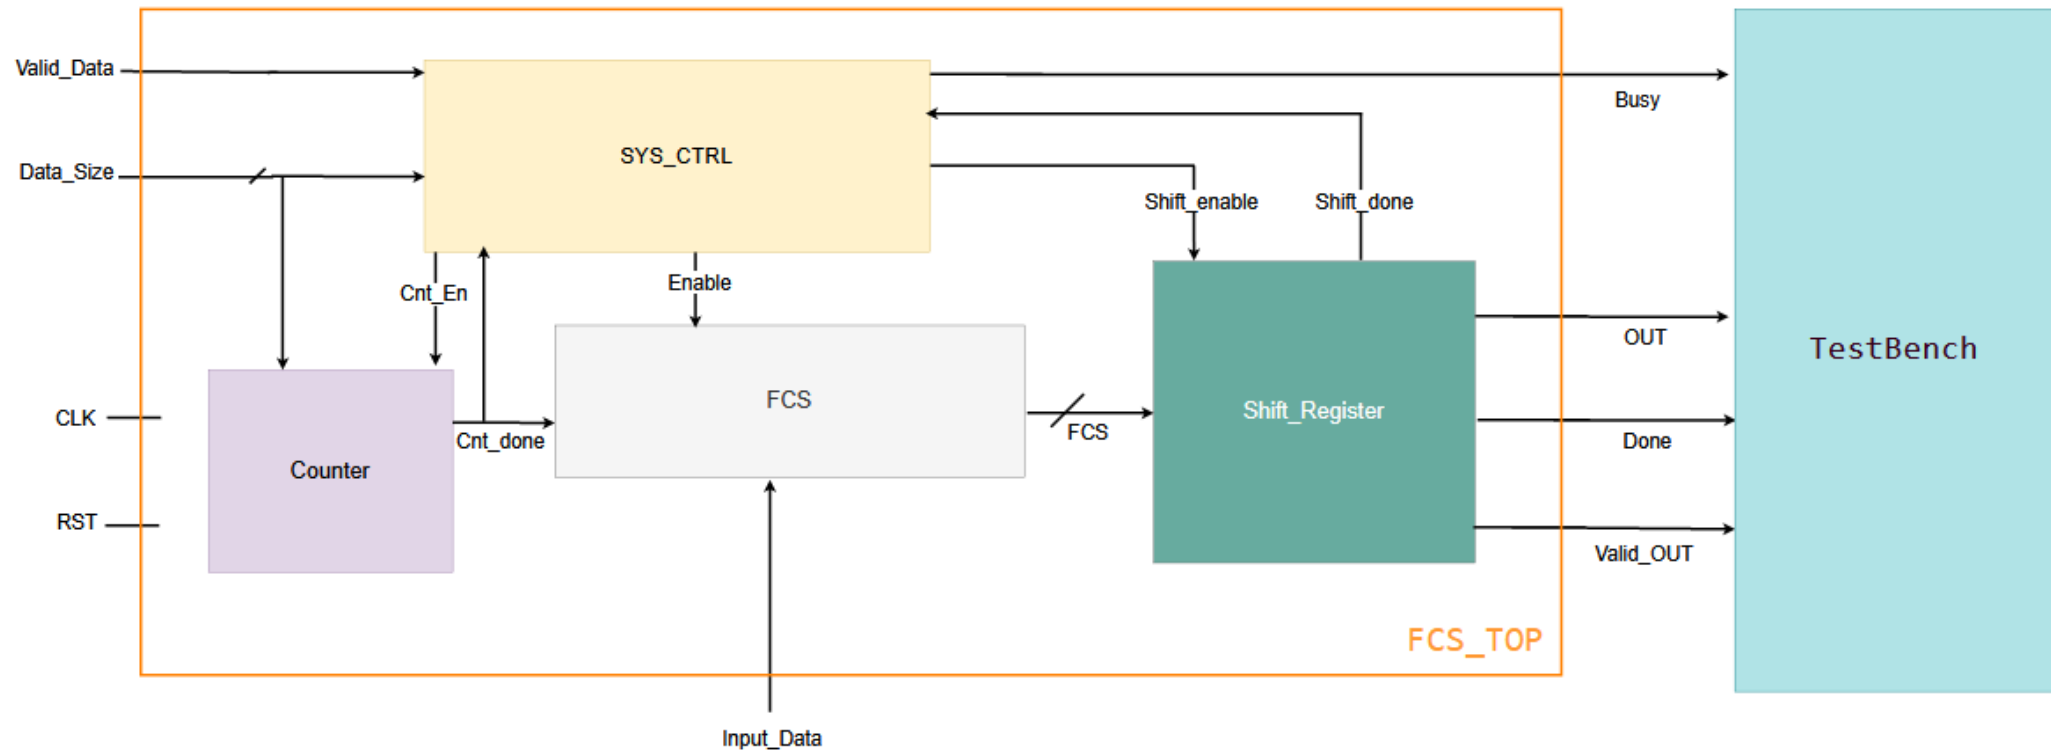 Valid_Data
Busy
SYS_CTRL
Data_Size
Shift_enable
Shift_done
Enable
Cnt_En
OUT
TestBench
FCS
Shift_Register
CLK
FCS
Cnt_done
Done
Counter
RST
Valid_OUT
FCS_TOP
Input_Data